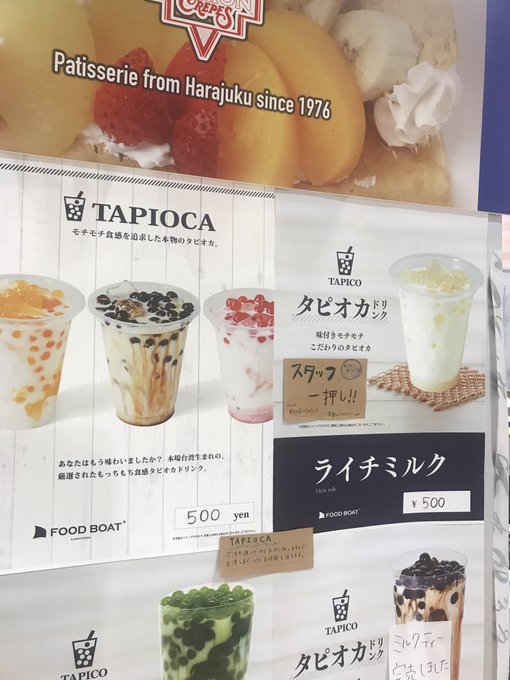 CREPES
Patisserie from Harajuku since 1976
TAPIOCA
モチモチ食感を追求した本物のタピオカ。
あなたはもう味わいましたか? 本場台湾生まれの、
厳選されたもっちもち食感タピオカドリンク。
FOOD BOAT
500 yen
TAPICO
タピオカドリンク
味付きモチモチ
こだわりのタピオカ
スタッフ
一押し!!
ライチミルク
Litchi milk
FOOD BOAT
¥ 500
TAPIOCA
TAPICO
TAPICO
タピオカドリンク
ミルクティー
完売しました